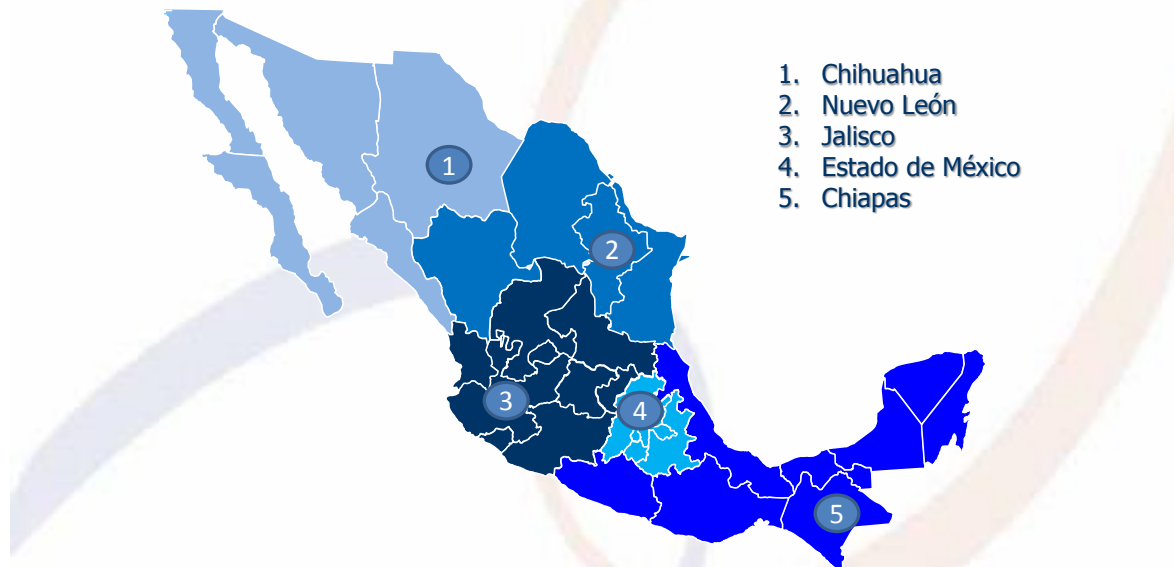 1. Chihuahua
2. Nuevo León
3. Jalisco
4. Estado de México
5. Chiapas
1
2
3
4
5